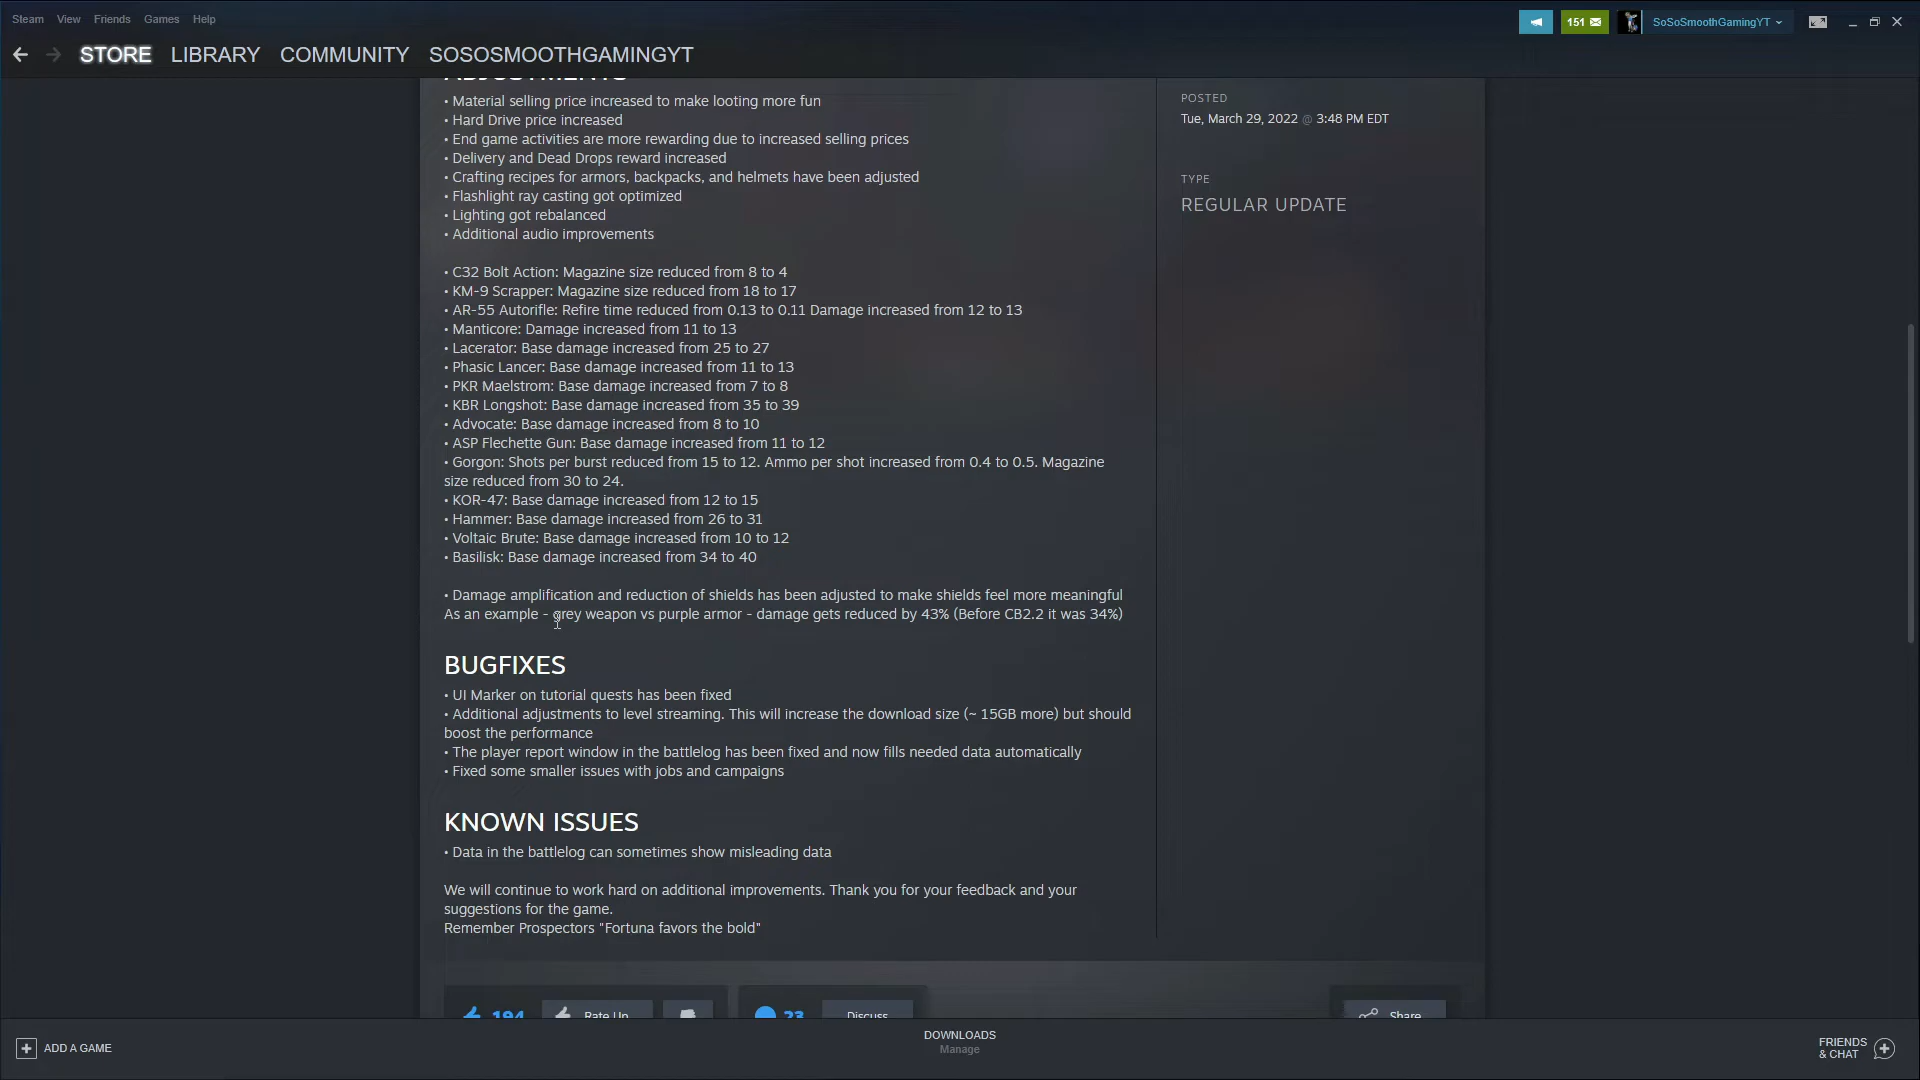 Steam View Friends Games Help
151
SoSoSmoothGamingYT
STORE LIBRARY COMMUNITY SOSOSMOOTHGAMINGYT
ADJUSTMENTS
• Material selling price increased to make looting more fun
• Hard Drive price increased
• End game activities are more rewarding due to increased selling prices
• Delivery and Dead Drops reward increased
• Crafting recipes for armors, backpacks, and helmets have been adjusted
• Flashlight ray casting got optimized
• Lighting got rebalanced
• Additional audio improvements
• C32 Bolt Action: Magazine size reduced from 8 to 4
• KM-9 Scrapper: Magazine size reduced from 18 to 17
• AR-55 Autorifle: Refire time reduced from 0.13 to 0.11 Damage increased from 12 to 13
• Manticore: Damage increased from 11 to 13
• Lacerator: Base damage increased from 25 to 27
• Phasic Lancer: Base damage increased from 11 to 13
• PKR Maelstrom: Base damage increased from 7 to 8
• KBR Longshot: Base damage increased from 35 to 39
• Advocate: Base damage increased from 8 to 10
• ASP Flechette Gun: Base damage increased from 11 to 12
• Gorgon: Shots per burst reduced from 15 to 12. Ammo per shot increased from 0.4 to 0.5. Magazine
size reduced from 30 to 24.
• KOR-47: Base damage increased from 12 to 15
• Hammer: Base damage increased from 26 to 31
• Voltaic Brute: Base damage increased from 10 to 12
• Basilisk: Base damage increased from 34 to 40
• Damage amplification and reduction of shields has been adjusted to make shields feel more meaningful
As an example - grey weapon vs purple armor - damage gets reduced by 43% (Before CB2.2 it was 34%)
BUGFIXES
• UI Marker on tutorial quests has been fixed
• Additional adjustments to level streaming. This will increase the download size (~ 15GB more) but should
boost the performance
• The player report window in the battlelog has been fixed and now fills needed data automatically
• Fixed some smaller issues with jobs and campaigns
KNOWN ISSUES
• Data in the battlelog can sometimes show misleading data
We will continue to work hard on additional improvements. Thank you for your feedback and your
suggestions for the game.
Remember Prospectors "Fortuna favors the bold"
194 Rate Up 23 Discuss Share
POSTED
Tue, March 29, 2022 @ 3:48 PM EDT
TYPE
REGULAR UPDATE
ADD A GAME
DOWNLOADS
Manage
FRIENDS
& CHAT